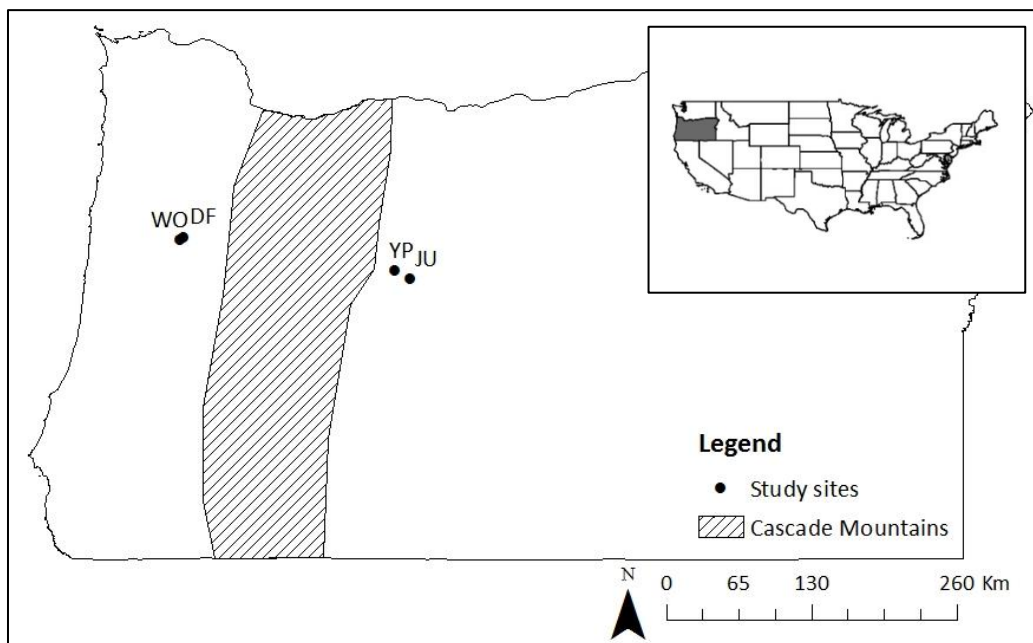 WO DF
YP JU
Legend
Study sites
Cascade Mountains
N
0 65 130 260 Km